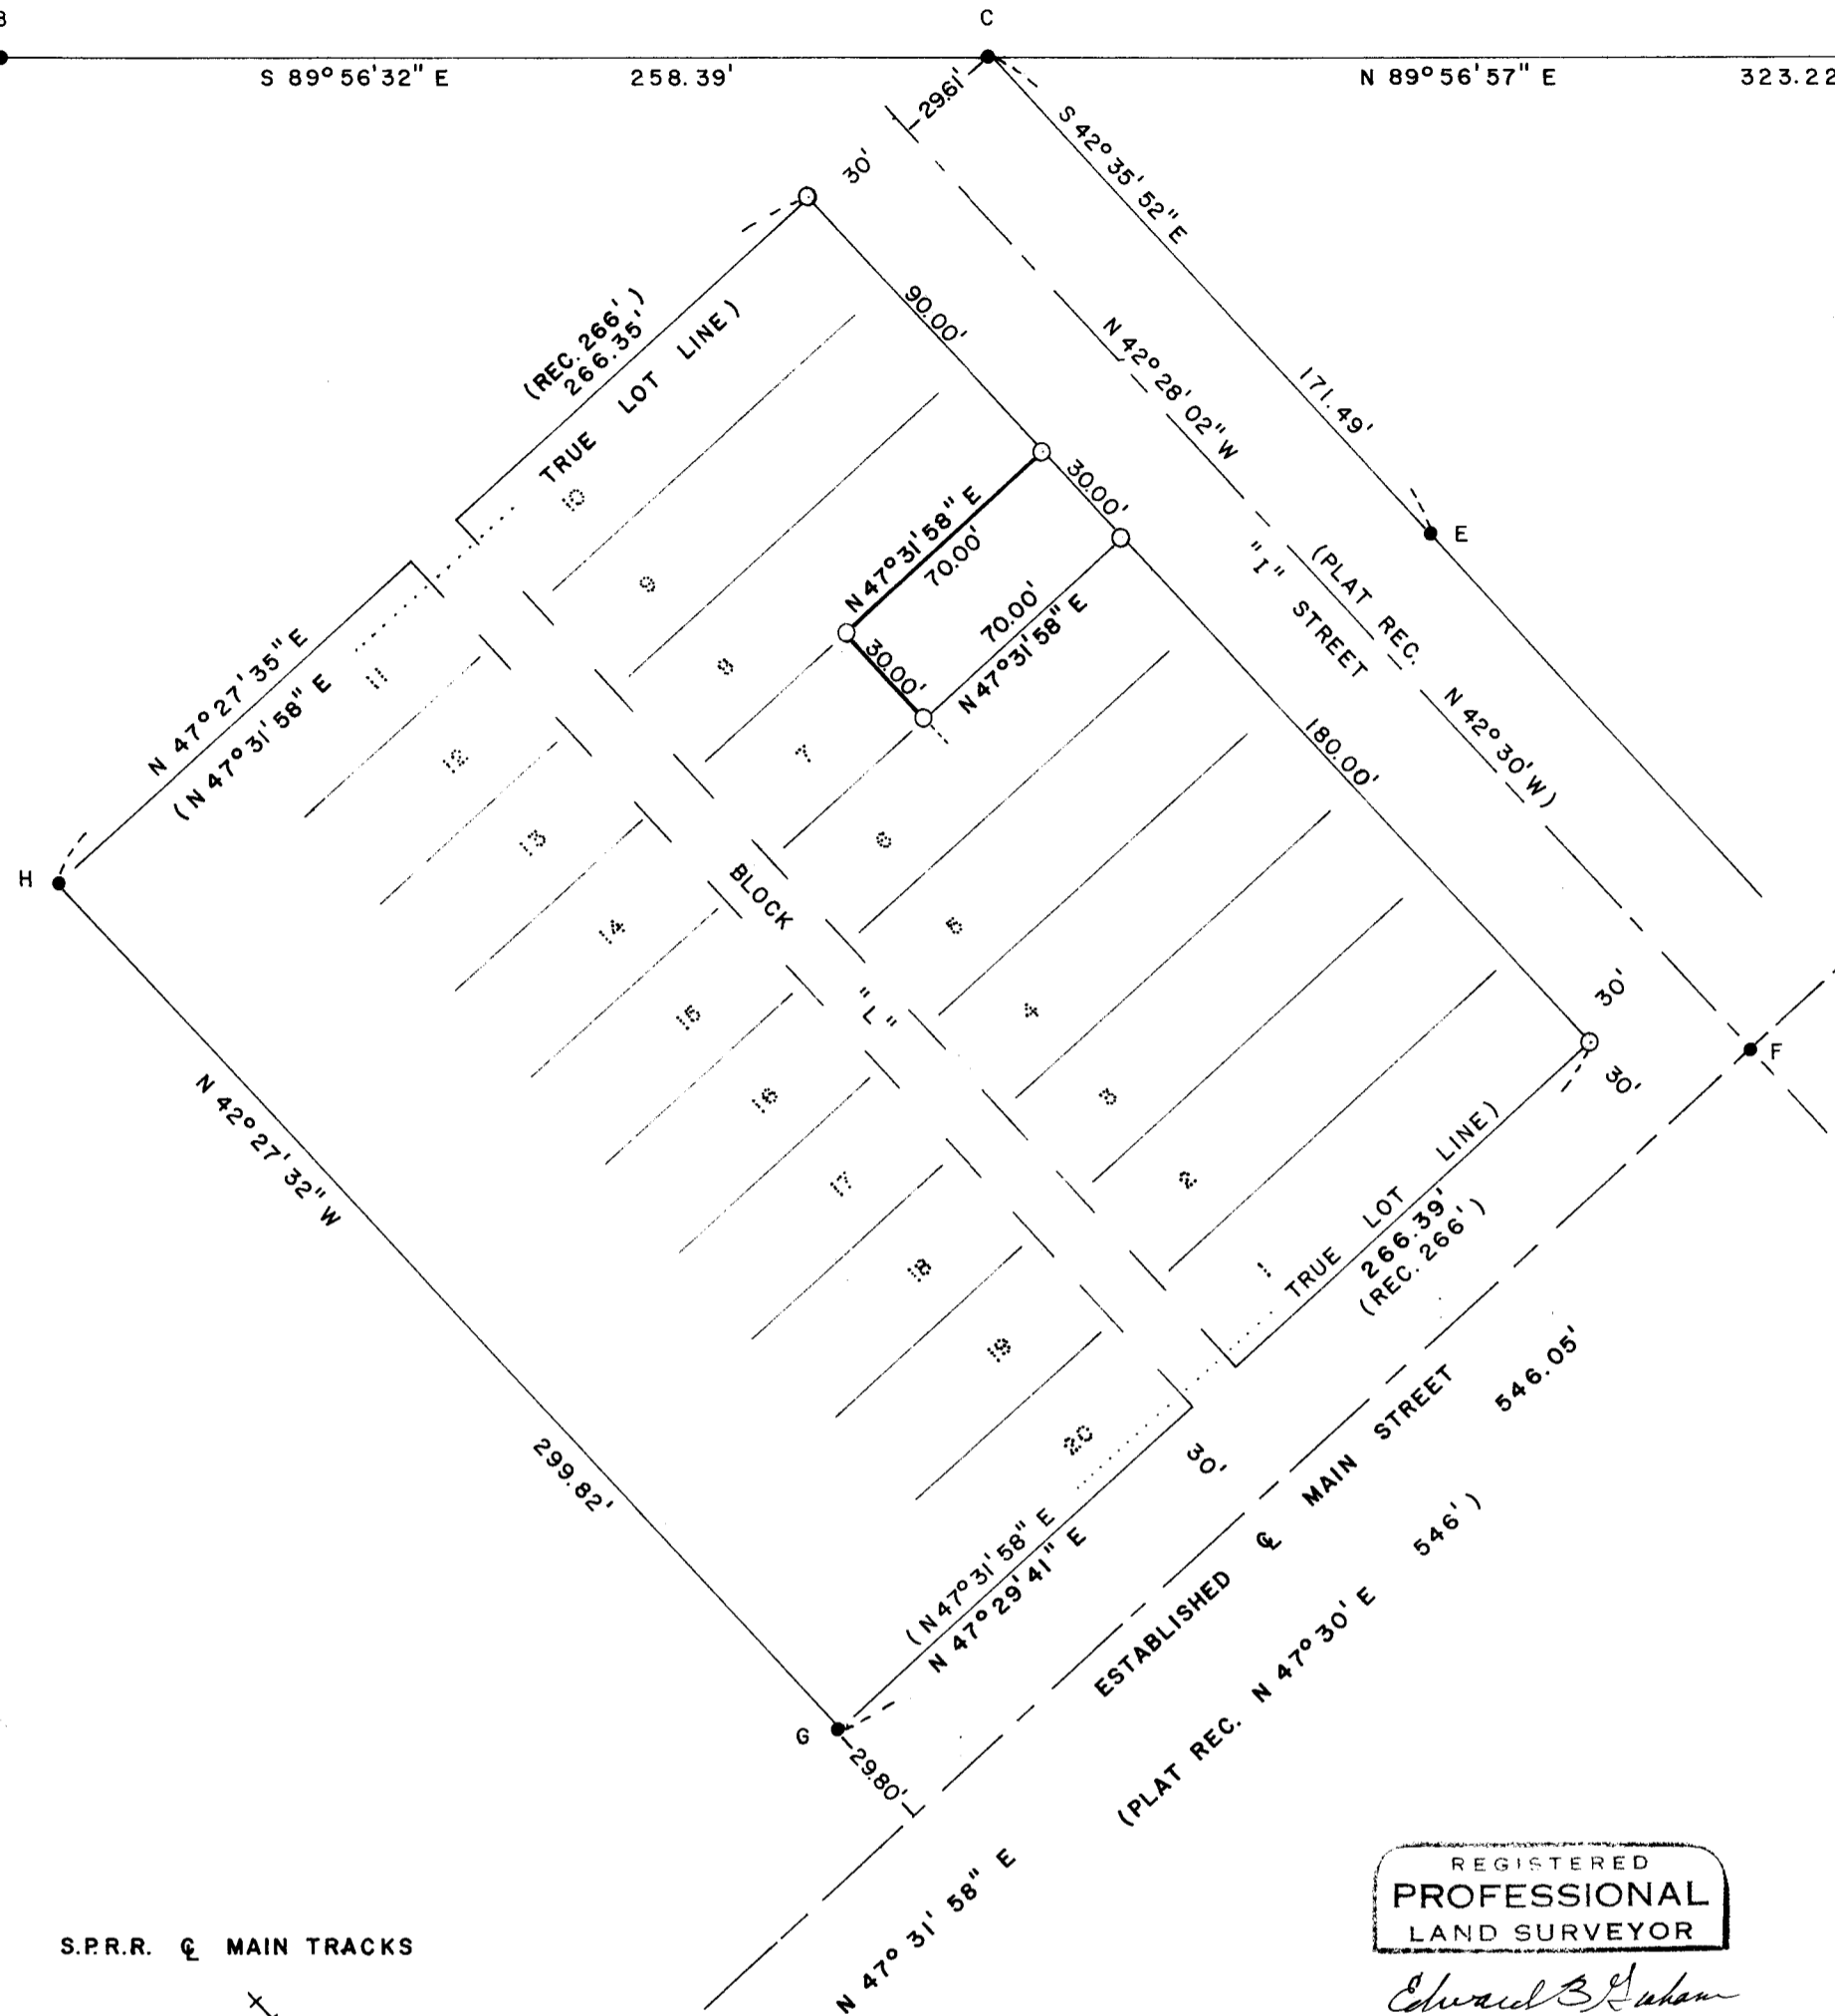 B
C
S 89° 56' 32" E 258.39' N 89° 56' 57" E 323.22
29.61'
S 42° 35' 52" E
30'
90.00'
(REC. 266')
266.35'
TRUE LOT LINE)
N 42° 28' 02" W
171.49'
10
30.00'
N 47° 31' 58" E
70.00'
E
"I" STREET
(PLAT REC. N 42° 30' W)
9
70.00'
N 47° 31' 58" E
30.00'
8
N 47° 27' 35" E
(N 47° 31' 58" E
11
180.00'
12
7
13
6
H
BLOCK "L"
14
5
15
4
30'
F
30'
16
3
N 42° 27' 32" W
17
2
18
1
TRUE LOT LINE)
266.39'
(REC. 266')
19
20
30'
299.82'
(N 47° 31' 58" E
N 47° 29' 41" E
ESTABLISHED ℄ MAIN STREET
546.05'
(PLAT REC. N 47° 30' E 546')
G
29.80'
N 47° 31' 58" E
REGISTERED
PROFESSIONAL
LAND SURVEYOR
S.P.R.R. ℄ MAIN TRACKS
Edward B Graham